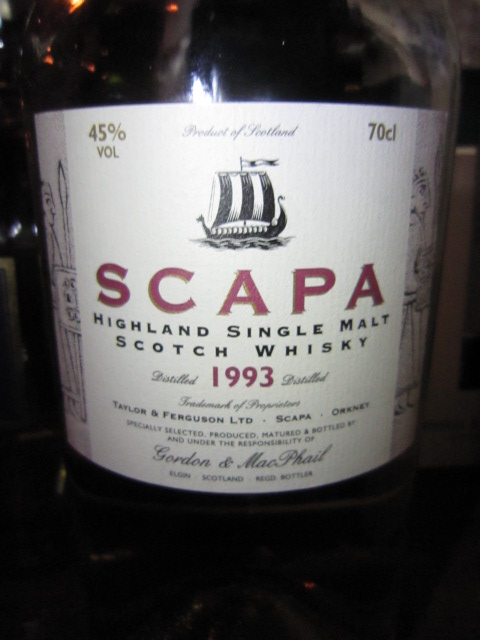 45%
VOL
Product of Scotland
70cl
SCAPA
HIGHLAND SINGLE MALT
SCOTCH WHISKY
Distilled 1993 Distilled
Trademark of Proprietors
TAYLOR & FERGUSON LTD · SCAPA · ORKNEY
SPECIALLY SELECTED, PRODUCED, MATURED & BOTTLED BY
AND UNDER THE RESPONSIBILITY OF
Gordon & MacPhail
ELGIN · SCOTLAND · REGD. BOTTLER